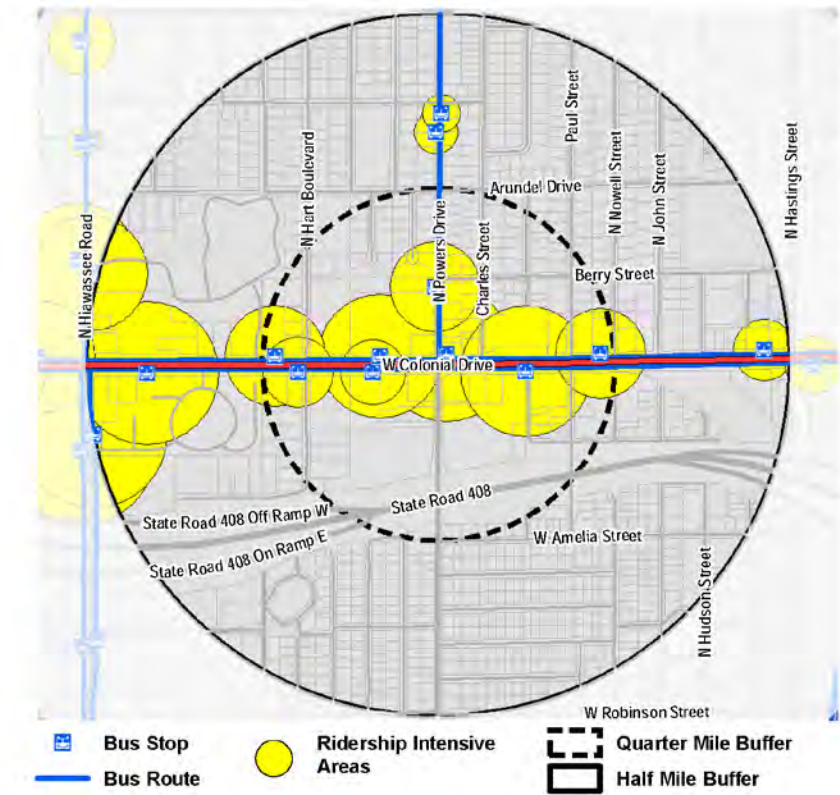 Paul Street
N Hart Boulevard
N Nowell Street
N John Street
N Hastings Street
Arundel Drive
N Hiawassee Road
N Powers Drive
Charles Street
Berry Street
W Colonial Drive
State Road 408
State Road 408 Off Ramp W
W Amelia Street
State Road 408 On Ramp E
N Hudson Street
W Robinson Street
Bus Stop
Bus Route
Ridership Intensive
Areas
Quarter Mile Buffer
Half Mile Buffer